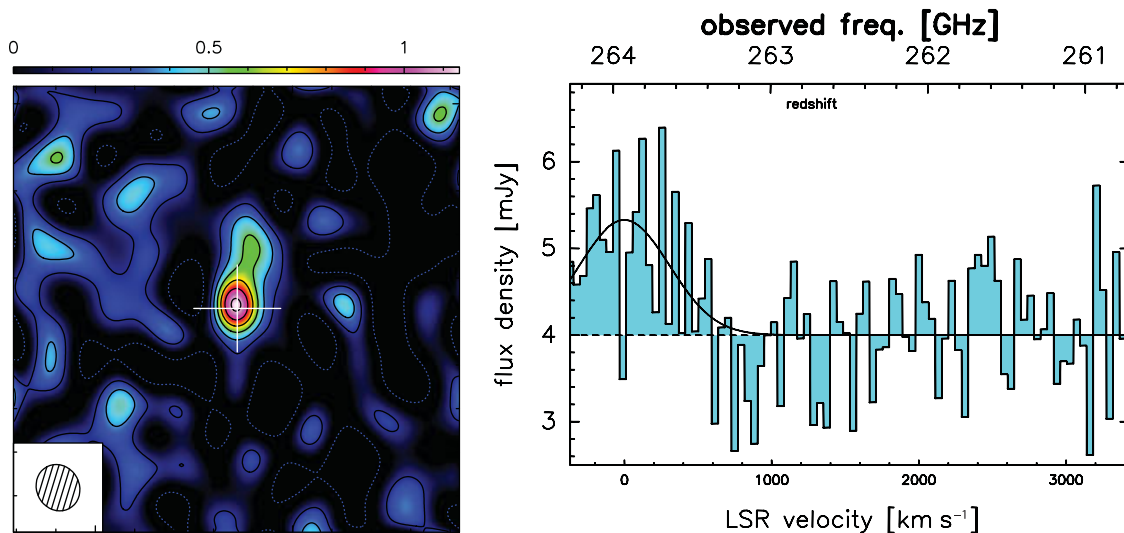 0 0.5 1
observed freq. [GHz]
264 263 262 261
redshift
flux density [mJy]
6
5
4
3
0 1000 2000 3000
LSR velocity [km s⁻¹]